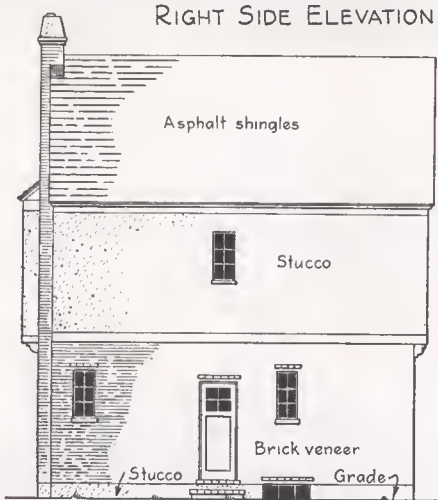 RIGHT SIDE ELEVATION
Asphalt shingles
Stucco
Brick veneer
Stucco
Grade